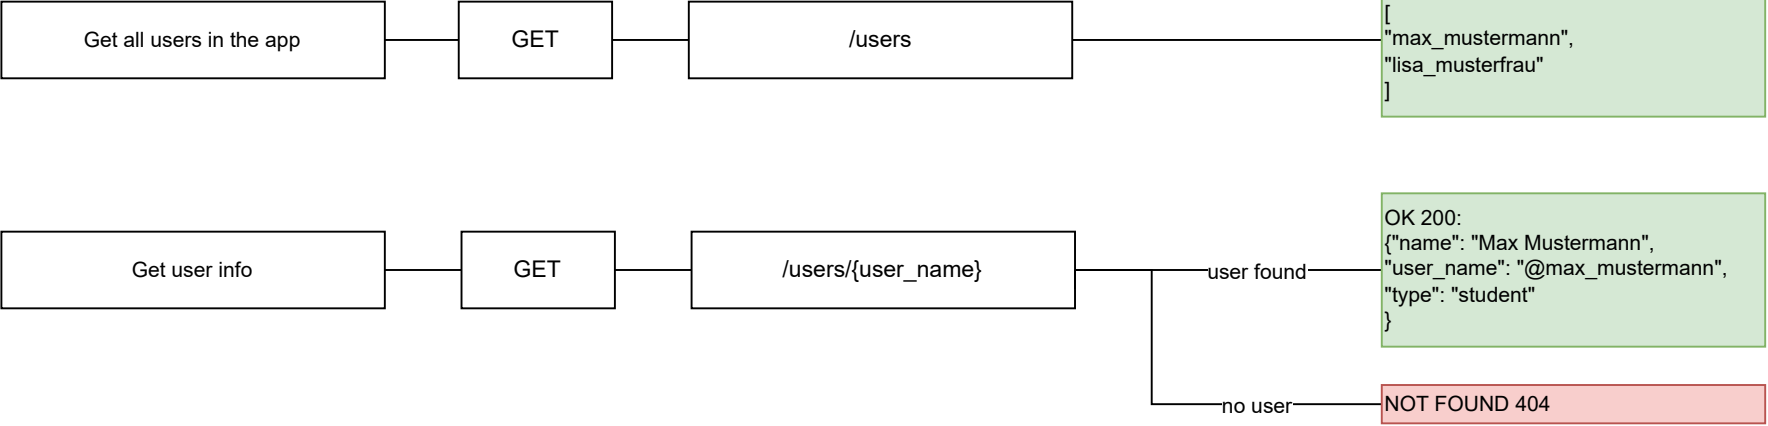 Get all users in the app
GET
/users
[
"max_mustermann",
"lisa_musterfrau"
]
Get user info
GET
/users/{user_name}
user found
OK 200:
{"name": "Max Mustermann",
"user_name": "@max_mustermann",
"type": "student"
}
no user
NOT FOUND 404